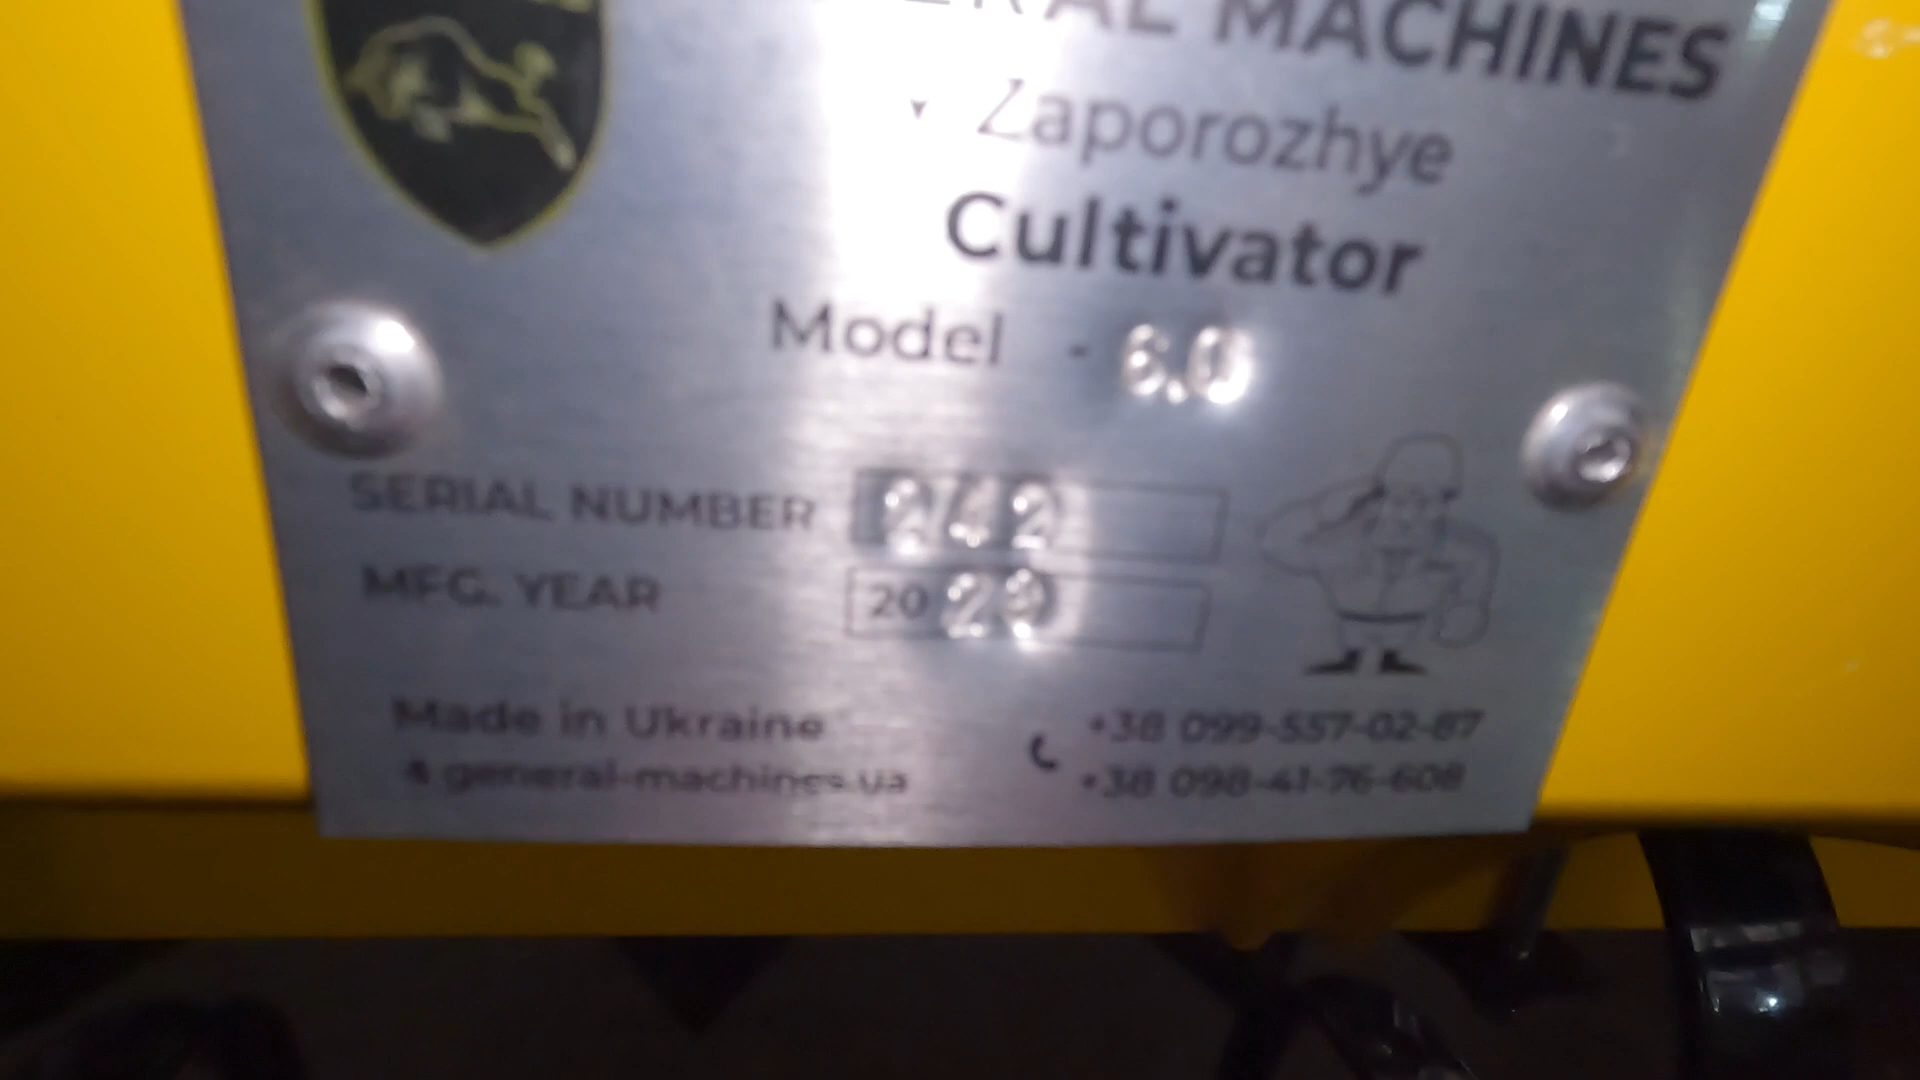 GENERAL MACHINES
Zaporozhye
Cultivator
Model - 6.0
SERIAL NUMBER 242
MFG. YEAR 2023
Made in Ukraine
general-machines.ua
+38 099-557-02-87
+38 098-41-76-608